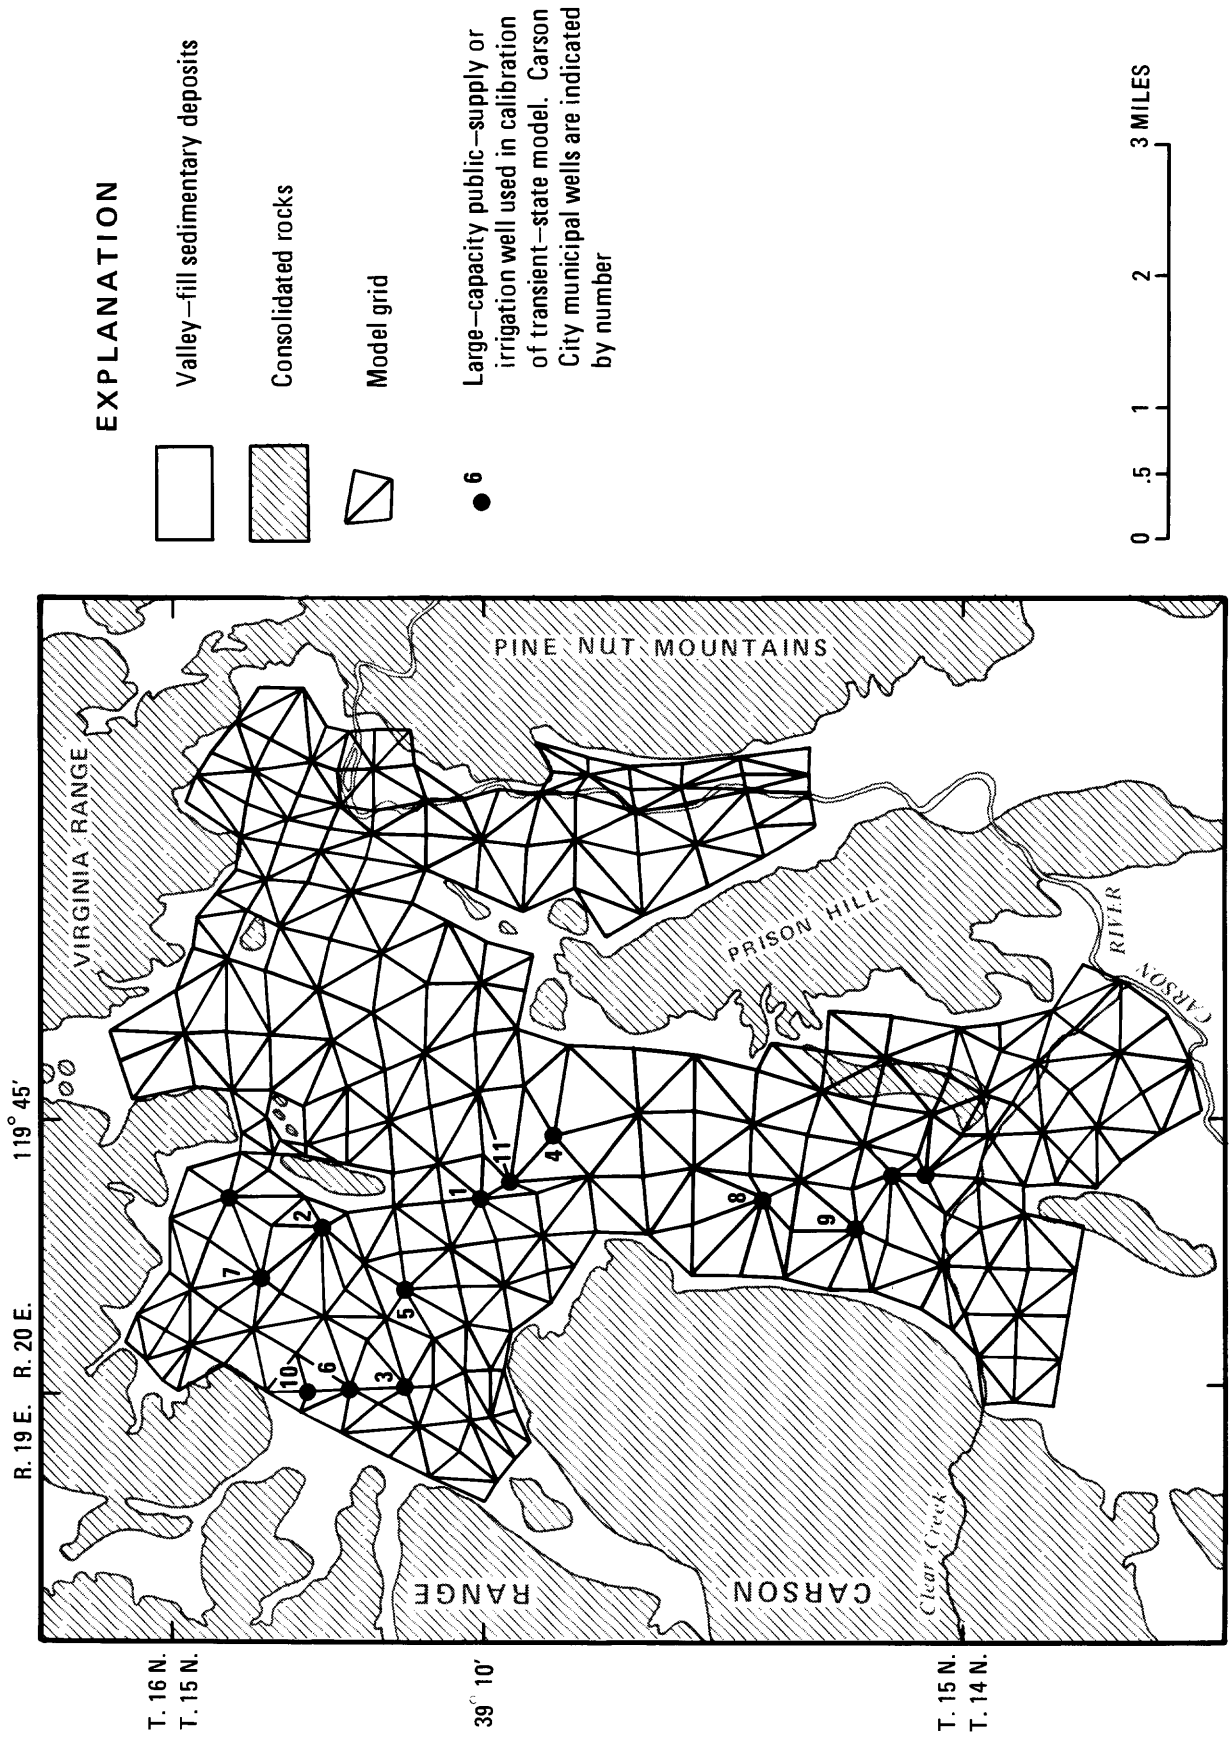 R. 19 E. R. 20 E.
119° 45′
T. 16 N.
T. 15 N.
39° 10′
T. 15 N.
T. 14 N.
VIRGINIA RANGE
PINE NUT MOUNTAINS
PRISON HILL
CARSON
RIVER
CARSON
RANGE
Clear Creek
7
2
10
6
3
5
1
11
4
8
9
EXPLANATION
Valley–fill sedimentary deposits
Consolidated rocks
Model grid
6
Large–capacity public–supply or
irrigation well used in calibration
of transient–state model. Carson
City municipal wells are indicated
by number
0 .5 1 2 3 MILES